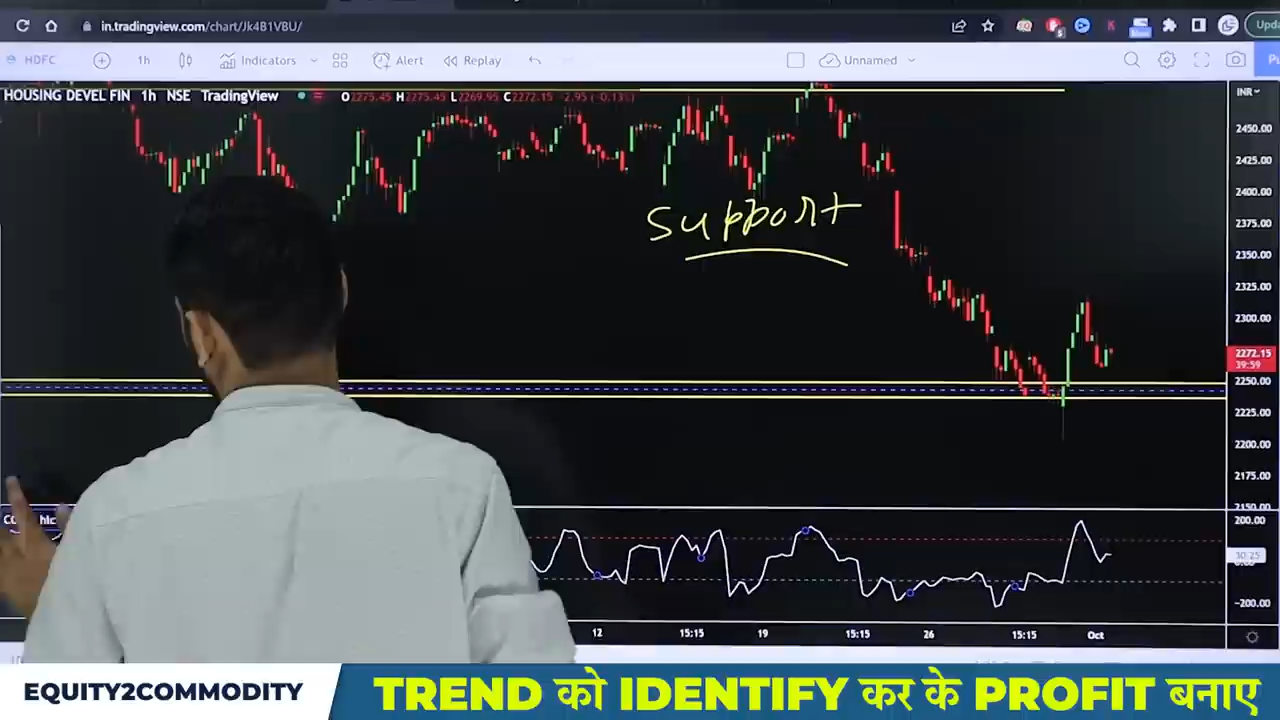 in.tradingview.com/chart/Jk4B1VBU/
Upda
HDFC
1h
Indicators
Alert
Replay
Unnamed
HOUSING DEVEL FIN 1h NSE TradingView
O2275.45 H2275.45 L2269.95 C2272.15 -2.95 (-0.13%)
INR
2450.00
2425.00
2400.00
2375.00
support
2350.00
2325.00
2300.00
2272.15
39:59
2250.00
2225.00
2200.00
2175.00
2150.00
200.00
30.25
-200.00
12
15:15
19
15:15
26
15:15
Oct
EQUITY2COMMODITY
TREND को IDENTIFY कर के PROFIT बनाए